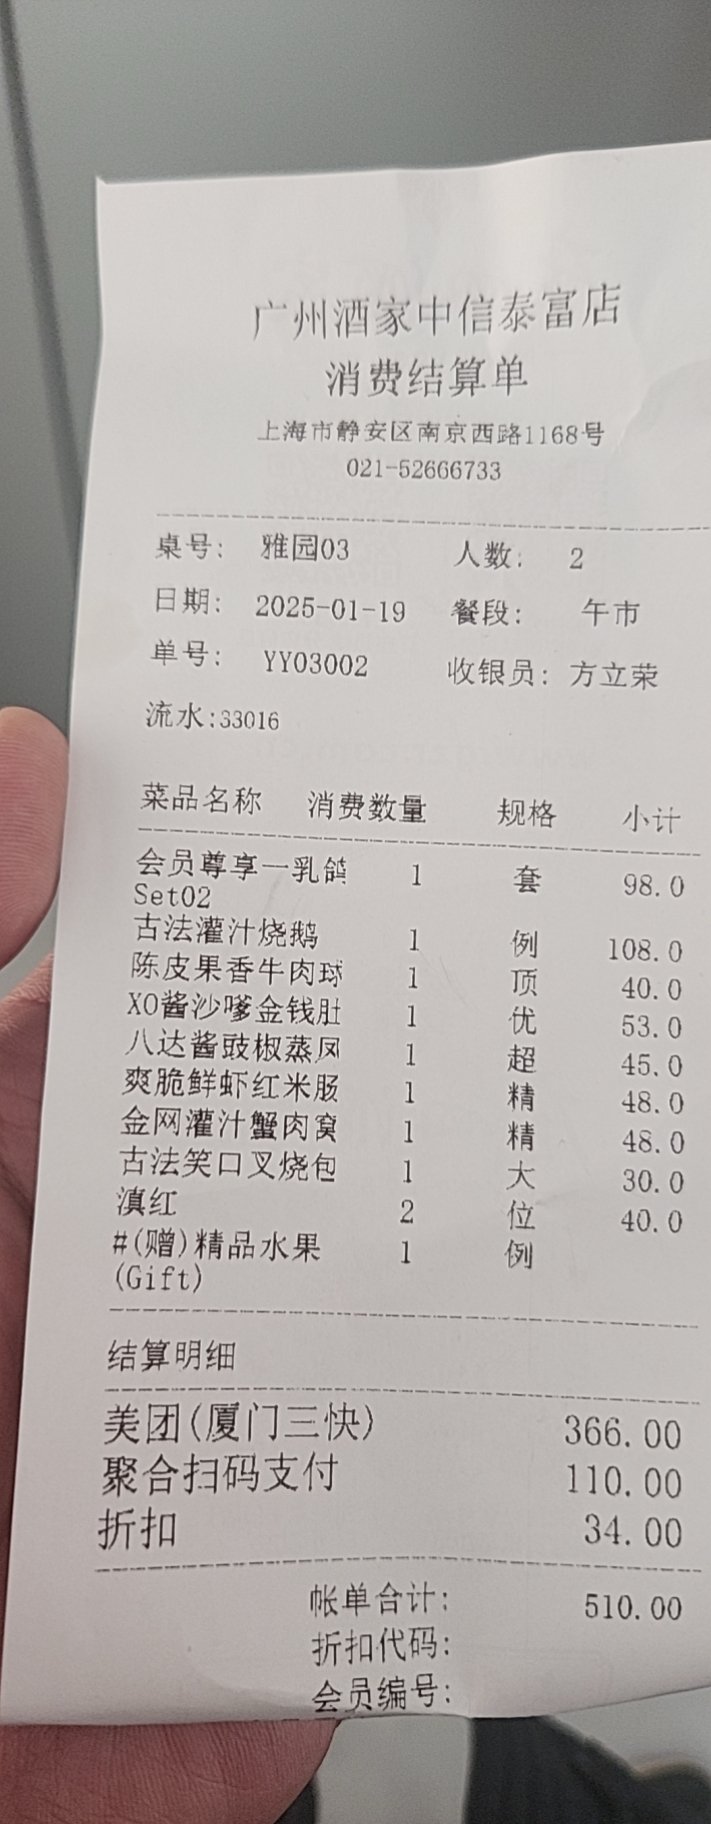 广州酒家中信泰富店
消费结算单
上海市静安区南京西路1168号
021-52666733
桌号: 雅园03 人数: 2
日期: 2025-01-19 餐段: 午市
单号: YY03002 收银员: 方立荣
流水:33016
菜品名称 消费数量 规格 小计
会员尊享一乳鸽 1 套 98.0
Set02
古法灌汁烧鹅 1 例 108.0
陈皮果香牛肉球 1 顶 40.0
XO酱沙嗲金钱肚 1 优 53.0
八达酱豉椒蒸凤 1 超 45.0
爽脆鲜虾红米肠 1 精 48.0
金网灌汁蟹肉窝 1 精 48.0
古法笑口叉烧包 1 大 30.0
滇红 2 位 40.0
#(赠)精品水果 1 例
(Gift)
结算明细
美团(厦门三快) 366.00
聚合扫码支付 110.00
折扣 34.00
帐单合计: 510.00
折扣代码:
会员编号: